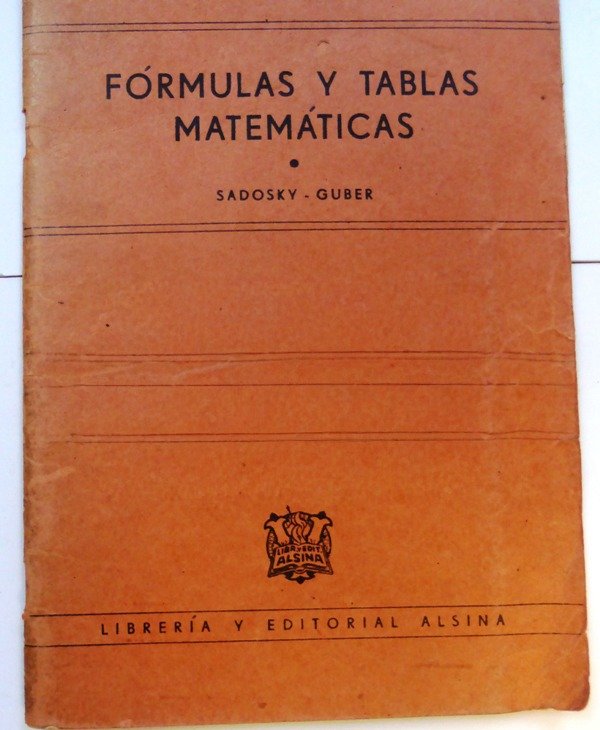 FÓRMULAS Y TABLAS
MATEMÁTICAS
SADOSKY - GUBER
LIBR. Y EDIT.
ALSINA
LIBRERÍA Y EDITORIAL ALSINA